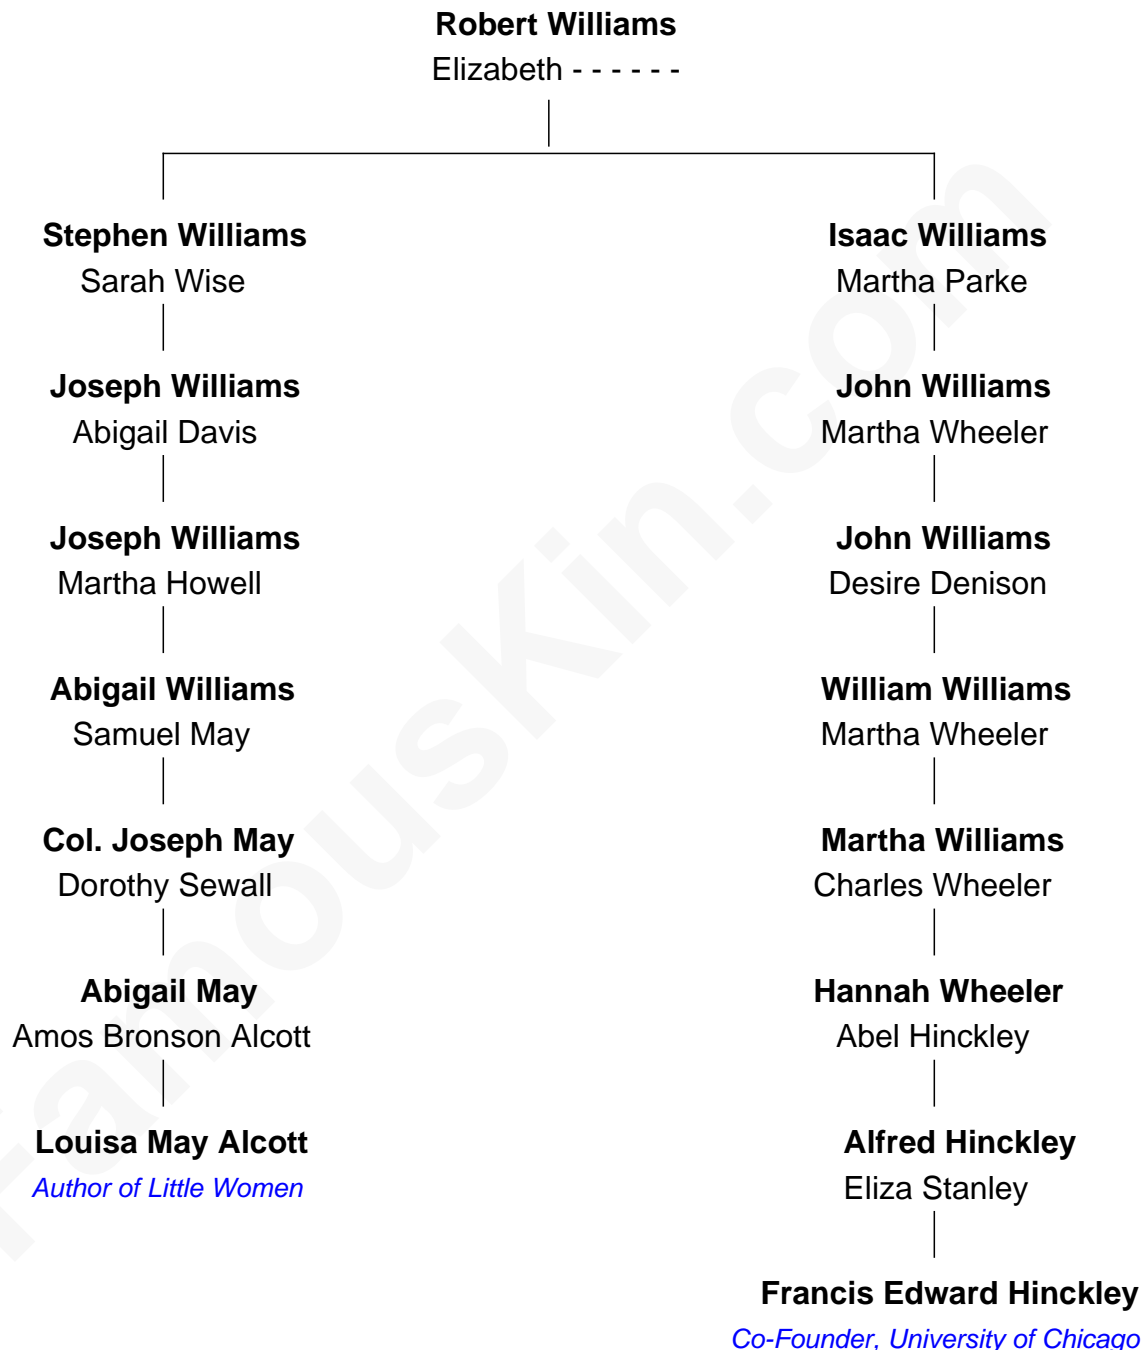 Robert Williams
Elizabeth - - - - - -
Stephen Williams
Sarah Wise
Joseph Williams
Abigail Davis
Joseph Williams
Martha Howell
Abigail Williams
Samuel May
Col. Joseph May
Dorothy Sewall
Abigail May
Amos Bronson Alcott
Louisa May Alcott
Author of Little Women
Isaac Williams
Martha Parke
John Williams
Martha Wheeler
John Williams
Desire Denison
William Williams
Martha Wheeler
Martha Williams
Charles Wheeler
Hannah Wheeler
Abel Hinckley
Alfred Hinckley
Eliza Stanley
Francis Edward Hinckley
Co-Founder, University of Chicago
FamousKin.com